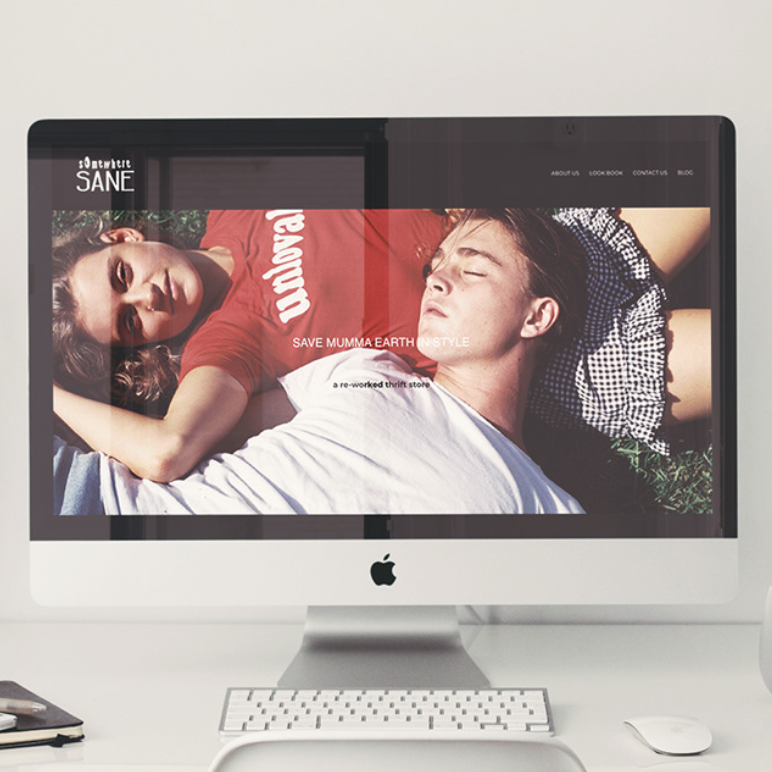 somewhere
SANE
ABOUT US LOOK BOOK CONTACT US BLOG
unloval
SAVE MUMMA EARTH IN STYLE
a re-worked thrift store